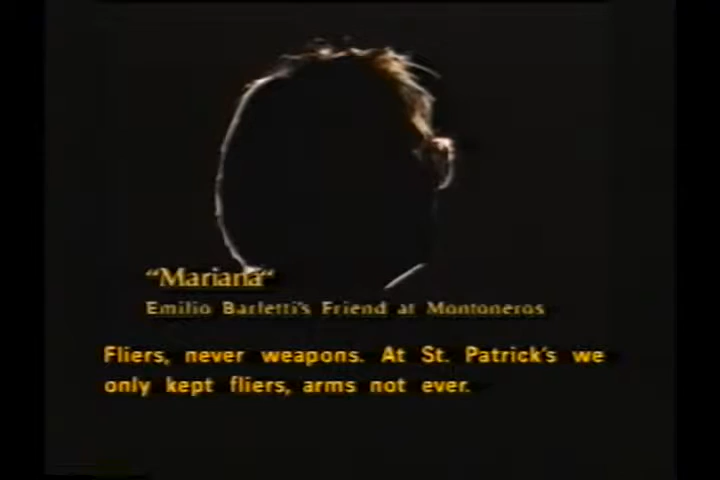 “Mariana“
Emilio Barletti's Friend at Montoneros
Fliers, never weapons. At St. Patrick's we
only kept fliers, arms not ever.